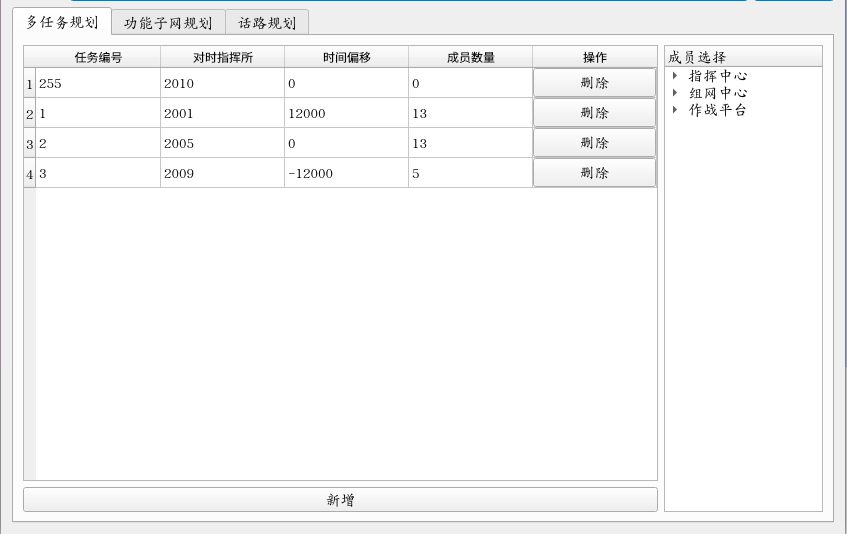 多任务规划 功能子网规划 话路规划
任务编号 对时指挥所 时间偏移 成员数量 操作 成员选择
1 255 2010 0 0 删除
2 1 2001 12000 13 删除
3 2 2005 0 13 删除
4 3 2009 -12000 5 删除
指挥中心
组网中心
作战平台
新增